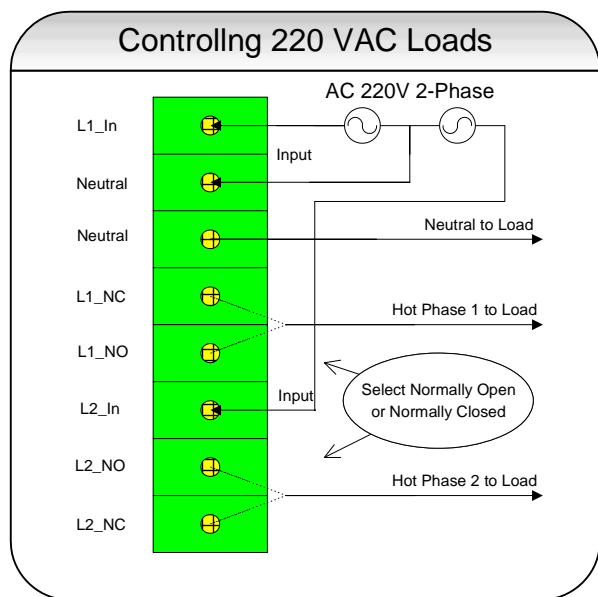 Controllng 220 VAC Loads
AC 220V 2-Phase
L1_In
Input
Neutral
Neutral
Neutral to Load
L1_NC
Hot Phase 1 to Load
L1_NO
Select Normally Open
or Normally Closed
Input
L2_In
L2_NO
Hot Phase 2 to Load
L2_NC